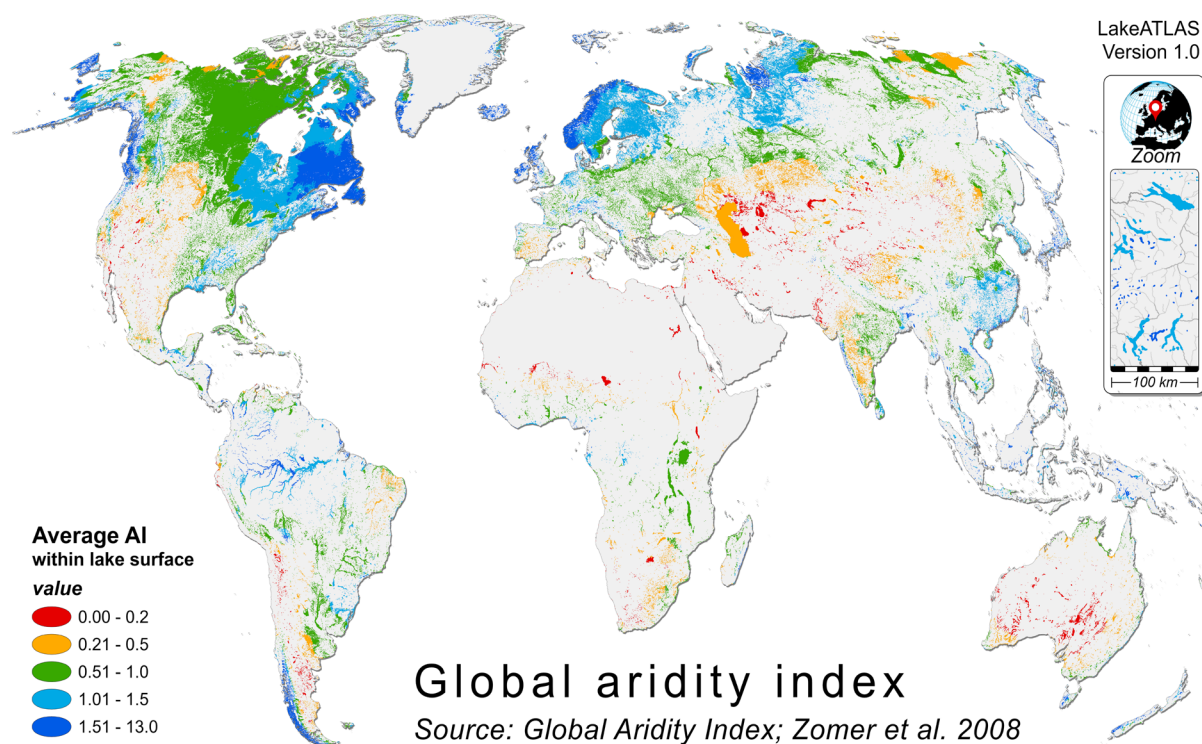 LakeATLAS
Version 1.0
Zoom
100 km
Average AI
within lake surface
value
0.00 - 0.2
0.21 - 0.5
0.51 - 1.0
1.01 - 1.5
1.51 - 13.0
Global aridity index
Source: Global Aridity Index; Zomer et al. 2008